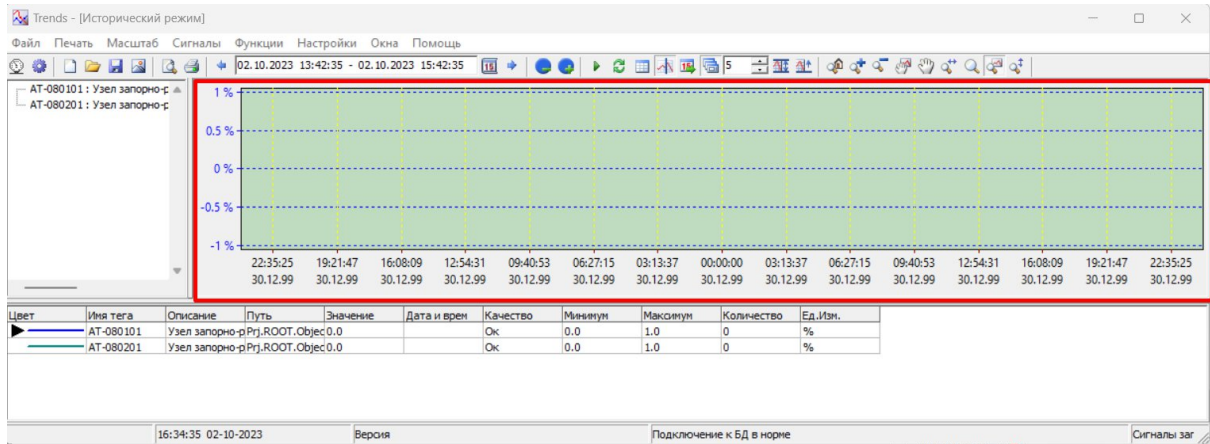 Trends - [Исторический режим]
Файл Печать Масштаб Сигналы Функции Настройки Окна Помощь
02.10.2023 13:42:35 - 02.10.2023 15:42:35 15 15 5
AT-080101 : Узел запорно-р
AT-080201 : Узел запорно-р
1 %
0.5 %
0 %
-0.5 %
-1 %
22:35:25 19:21:47 16:08:09 12:54:31 09:40:53 06:27:15 03:13:37 00:00:00 03:13:37 06:27:15 09:40:53 12:54:31 16:08:09 19:21:47 22:35:25
30.12.99 30.12.99 30.12.99 30.12.99 30.12.99 30.12.99 30.12.99 30.12.99 30.12.99 30.12.99 30.12.99 30.12.99 30.12.99 30.12.99 30.12.99
Цвет Имя тега Описание Путь Значение Дата и врем Качество Минимум Максимум Количество Ед.Изм.
AT-080101 Узел запорно-р Prj.ROOT.Objec 0.0 Ок 0.0 1.0 0 %
AT-080201 Узел запорно-р Prj.ROOT.Objec 0.0 Ок 0.0 1.0 0 %
16:34:35 02-10-2023 Версия Подключение к БД в норме Сигналы заг